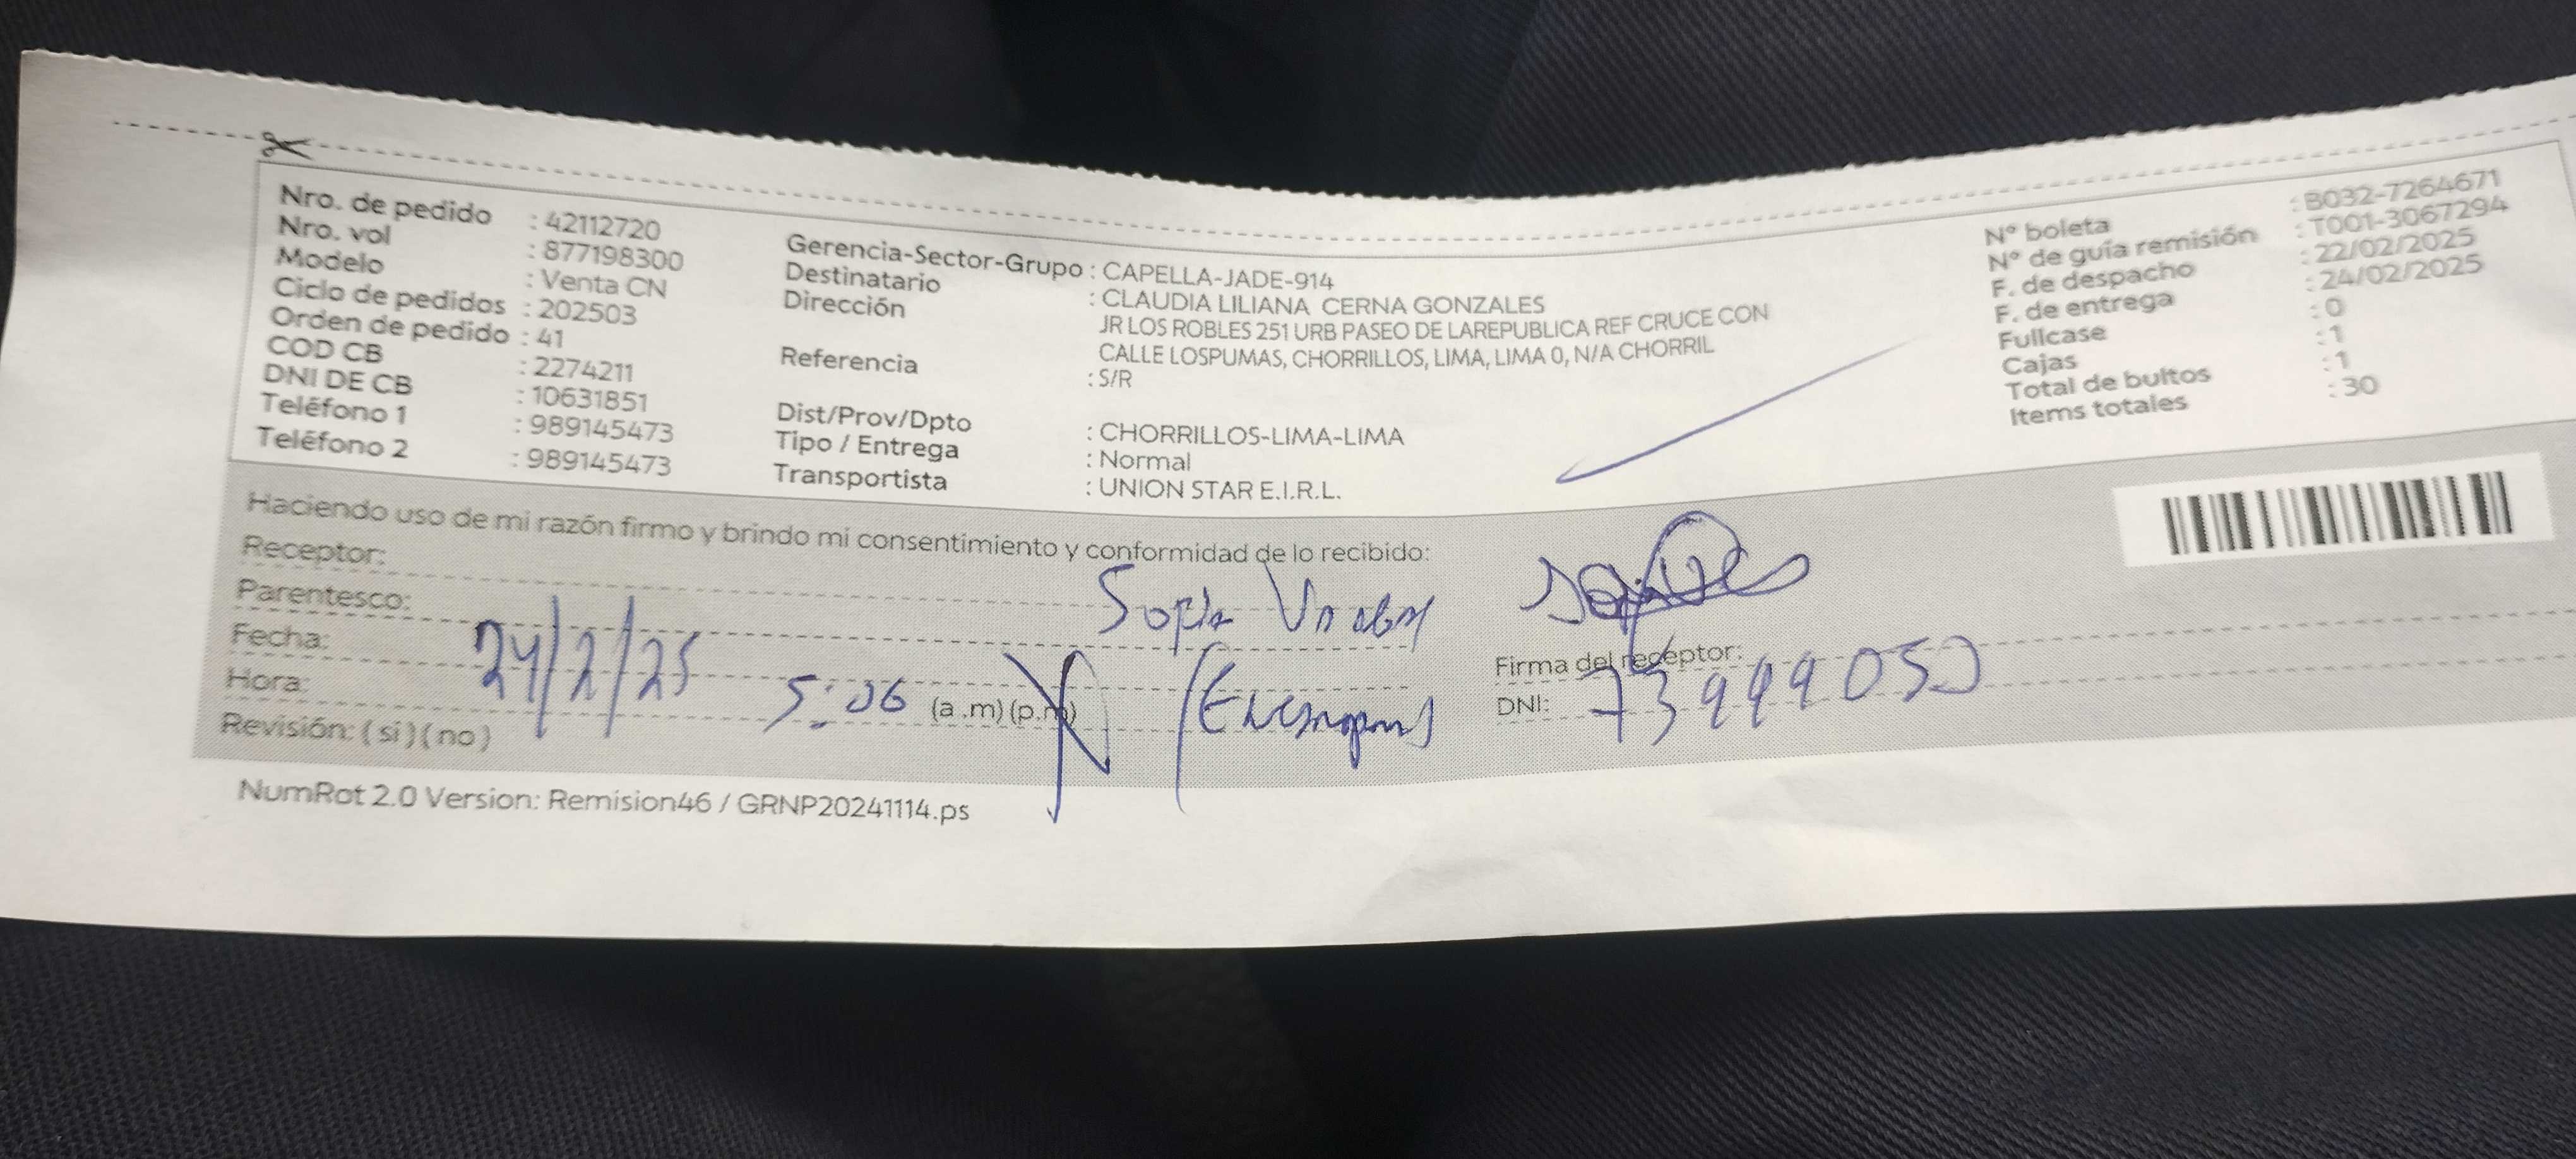 Nro. de pedido : 42112720
Nro. vol : 877198300
Modelo : Venta CN
Ciclo de pedidos : 202503
Orden de pedido : 41
COD CB : 2274211
DNI DE CB : 10631851
Teléfono 1 : 989145473
Teléfono 2 : 989145473
Gerencia-Sector-Grupo : CAPELLA-JADE-914
Destinatario : CLAUDIA LILIANA CERNA GONZALES
Dirección JR LOS ROBLES 251 URB PASEO DE LAREPUBLICA REF CRUCE CON
CALLE LOSPUMAS, CHORRILLOS, LIMA, LIMA 0, N/A CHORRIL
Referencia : S/R
Dist/Prov/Dpto : CHORRILLOS-LIMA-LIMA
Tipo / Entrega : Normal
Transportista : UNION STAR E.I.R.L.
N° boleta : B032-7264671
N° de guía remisión : T001-3067294
F. de despacho : 22/02/2025
F. de entrega : 24/02/2025
Fullcase : 0
Cajas : 1
Total de bultos : 1
Items totales : 30
Haciendo uso de mi razón firmo y brindo mi consentimiento y conformidad de lo recibido:
Receptor: Sofia
Parentesco:
Fecha: 24/2/25
Hora: 5:06 (a.m)(p.m)
Revisión: ( si ) ( no )
Firma del receptor:
DNI: 73999050
NumRot 2.0 Version: Remision46 / GRNP20241114.ps